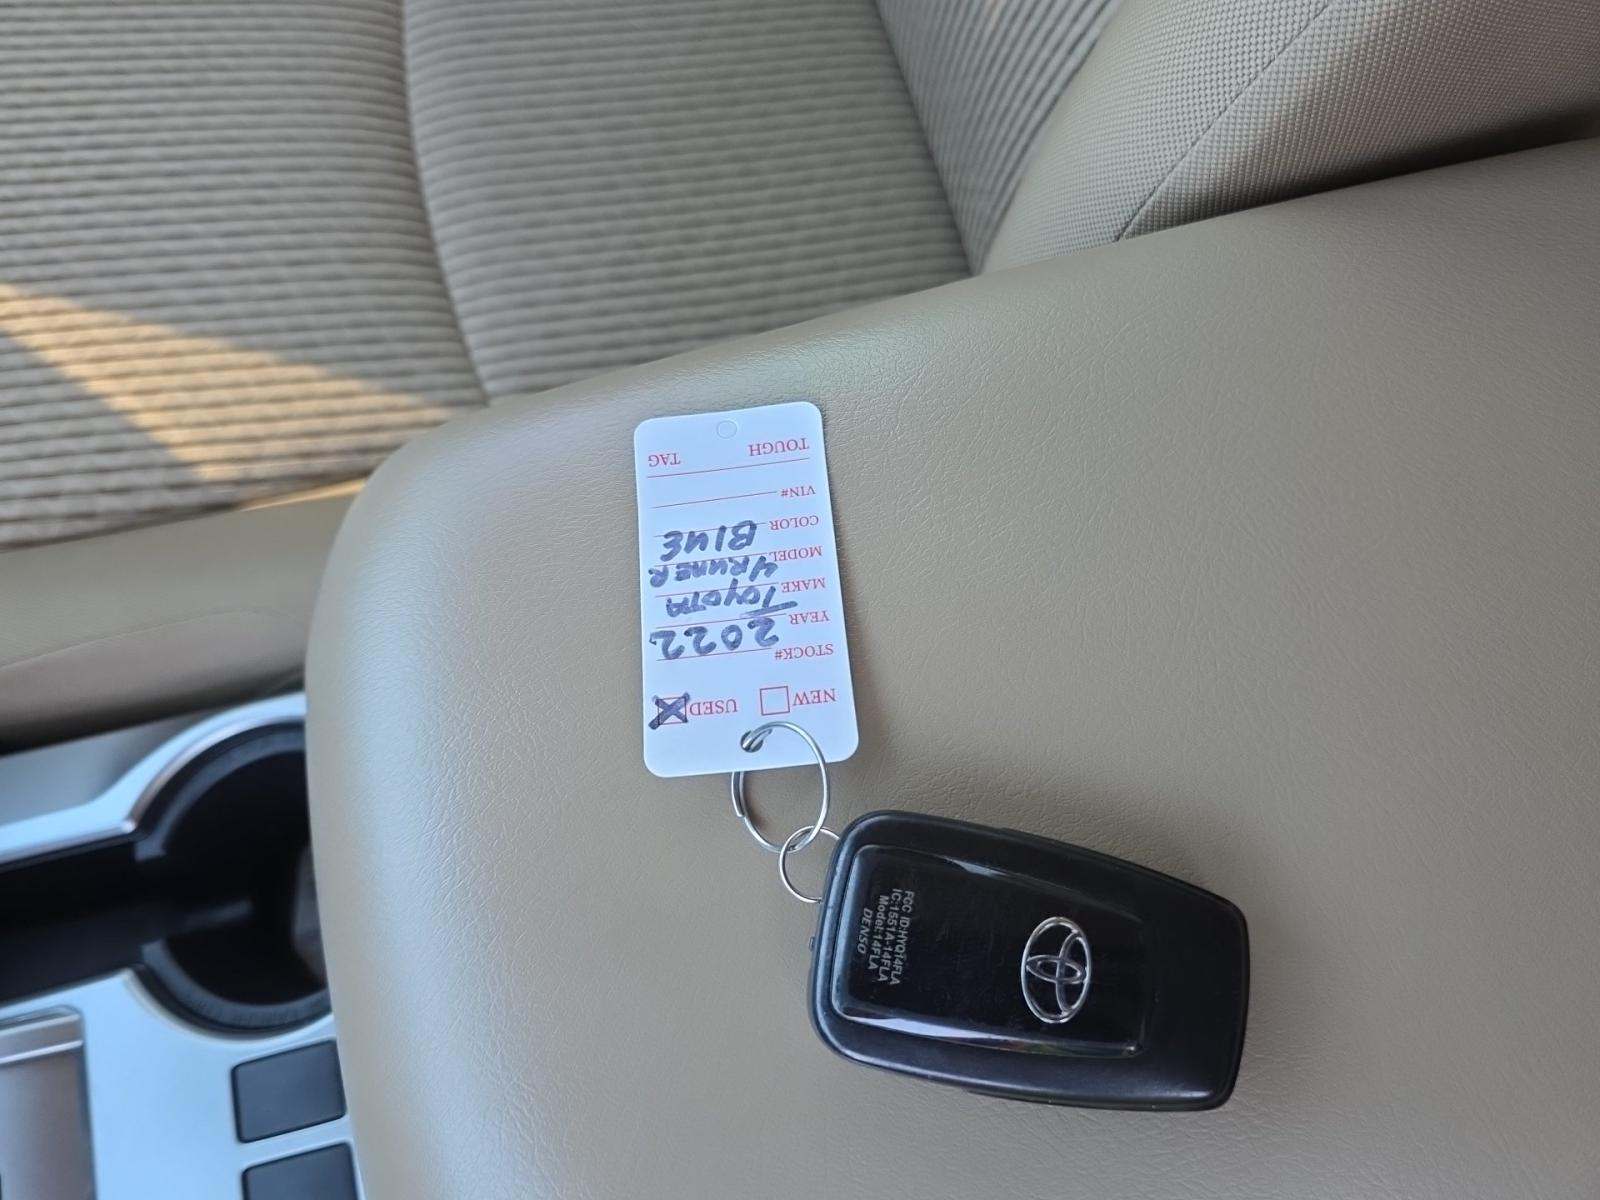 NEW USED X
STOCK#
YEAR 2022
MAKE TOYOTA
MODEL 4RUNNER
COLOR BLUE
VIN#
TOUGH TAG
FCC ID:HYQ14FLA
IC:1551A-14FLA
Model:14FLA
DENSO